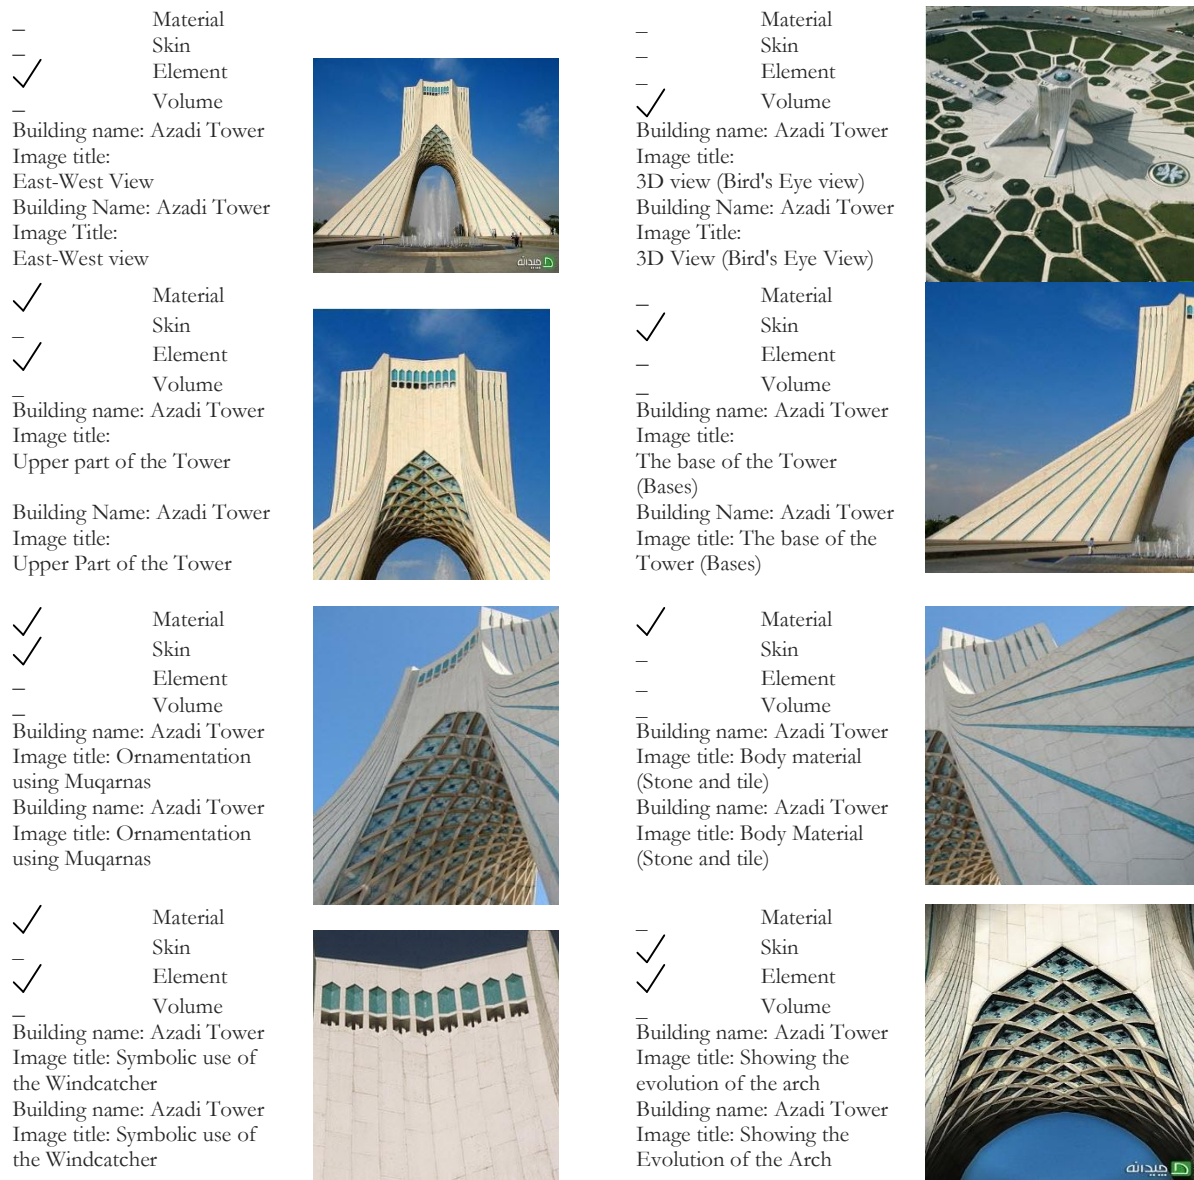 _ Material
_ Skin
✓ Element
_ Volume
Building name: Azadi Tower
Image title:
East-West View
Building Name: Azadi Tower
Image Title:
East-West view
چیدانه
_ Material
_ Skin
_ Element
✓ Volume
Building name: Azadi Tower
Image title:
3D view (Bird's Eye view)
Building Name: Azadi Tower
Image Title:
3D View (Bird's Eye View)
✓ Material
_ Skin
✓ Element
_ Volume
Building name: Azadi Tower
Image title:
Upper part of the Tower
Building Name: Azadi Tower
Image title:
Upper Part of the Tower
_ Material
✓ Skin
_ Element
_ Volume
Building name: Azadi Tower
Image title:
The base of the Tower
(Bases)
Building Name: Azadi Tower
Image title: The base of the
Tower (Bases)
✓ Material
✓ Skin
_ Element
_ Volume
Building name: Azadi Tower
Image title: Ornamentation
using Muqarnas
Building name: Azadi Tower
Image title: Ornamentation
using Muqarnas
✓ Material
_ Skin
_ Element
_ Volume
Building name: Azadi Tower
Image title: Body material
(Stone and tile)
Building name: Azadi Tower
Image title: Body Material
(Stone and tile)
✓ Material
_ Skin
✓ Element
_ Volume
Building name: Azadi Tower
Image title: Symbolic use of
the Windcatcher
Building name: Azadi Tower
Image title: Symbolic use of
the Windcatcher
_ Material
✓ Skin
✓ Element
_ Volume
Building name: Azadi Tower
Image title: Showing the
evolution of the arch
Building name: Azadi Tower
Image title: Showing the
Evolution of the Arch
چیدانه